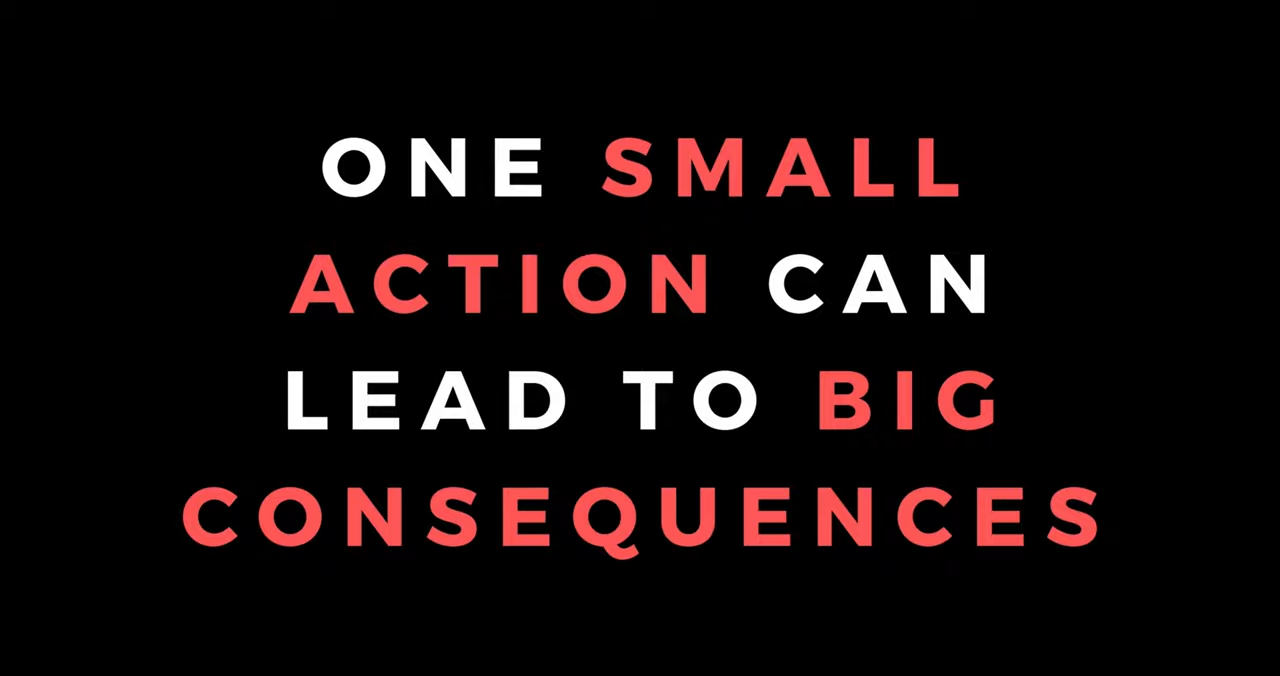 ONE SMALL
ACTION CAN
LEAD TO BIG
CONSEQUENCES